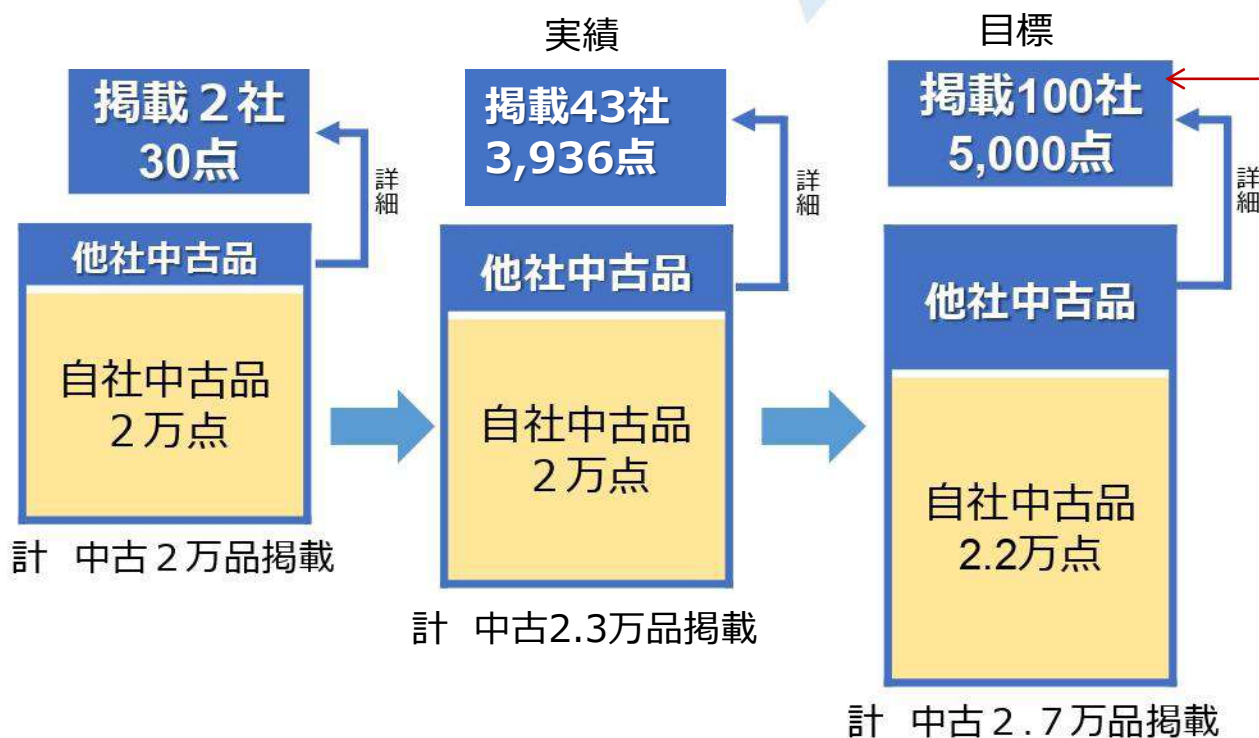 掲載２社
30点
詳細
他社中古品
自社中古品
２万点
計　中古２万品掲載
実績
掲載43社
3,936点
詳細
他社中古品
自社中古品
２万点
計　中古2.3万品掲載
目標
掲載100社
5,000点
詳細
他社中古品
自社中古品
2.2万点
計　中古２.７万品掲載